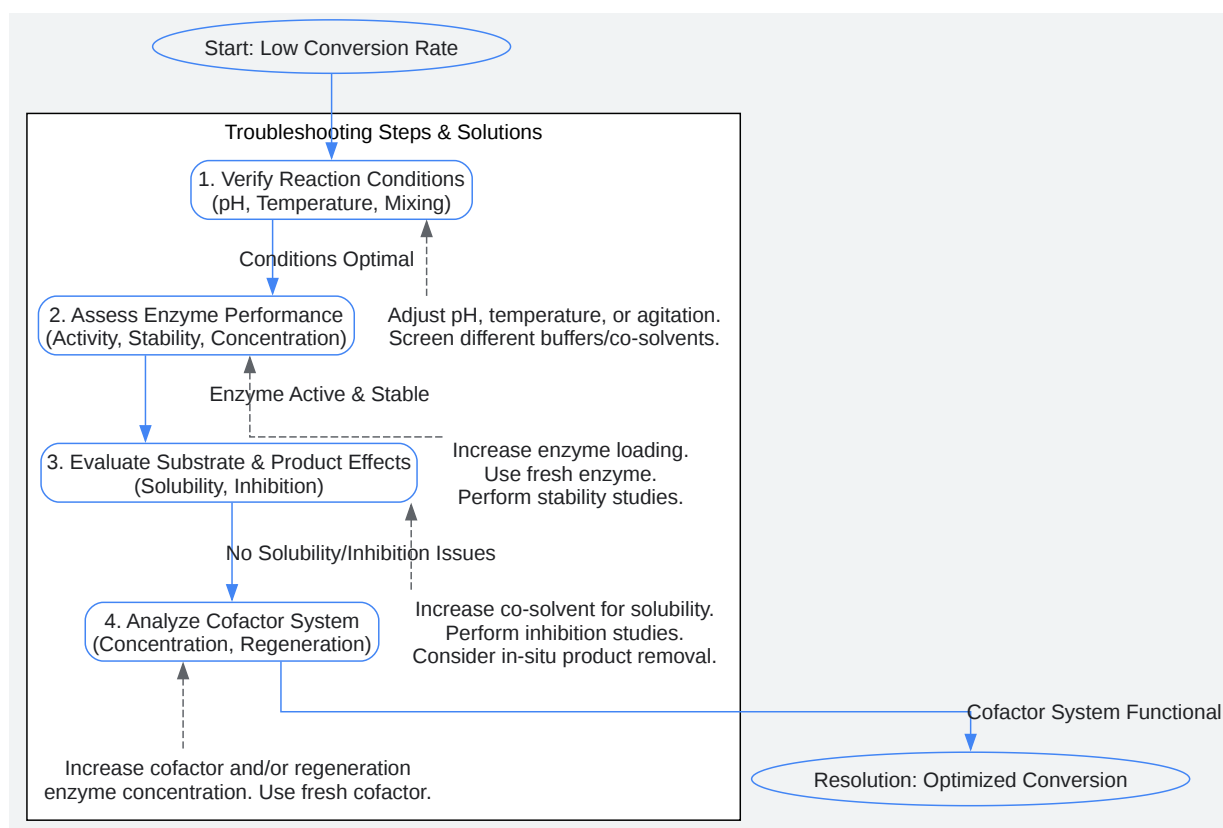 Start: Low Conversion Rate
Troubleshooting Steps & Solutions
1. Verify Reaction Conditions
(pH, Temperature, Mixing)
Conditions Optimal
2. Assess Enzyme Performance
(Activity, Stability, Concentration)
Adjust pH, temperature, or agitation.
Screen different buffers/co-solvents.
Enzyme Active & Stable
3. Evaluate Substrate & Product Effects
(Solubility, Inhibition)
Increase enzyme loading.
Use fresh enzyme.
Perform stability studies.
No Solubility/Inhibition Issues
4. Analyze Cofactor System
(Concentration, Regeneration)
Increase co-solvent for solubility.
Perform inhibition studies.
Consider in-situ product removal.
Cofactor System Functional
Increase cofactor and/or regeneration
enzyme concentration. Use fresh cofactor.
Resolution: Optimized Conversion